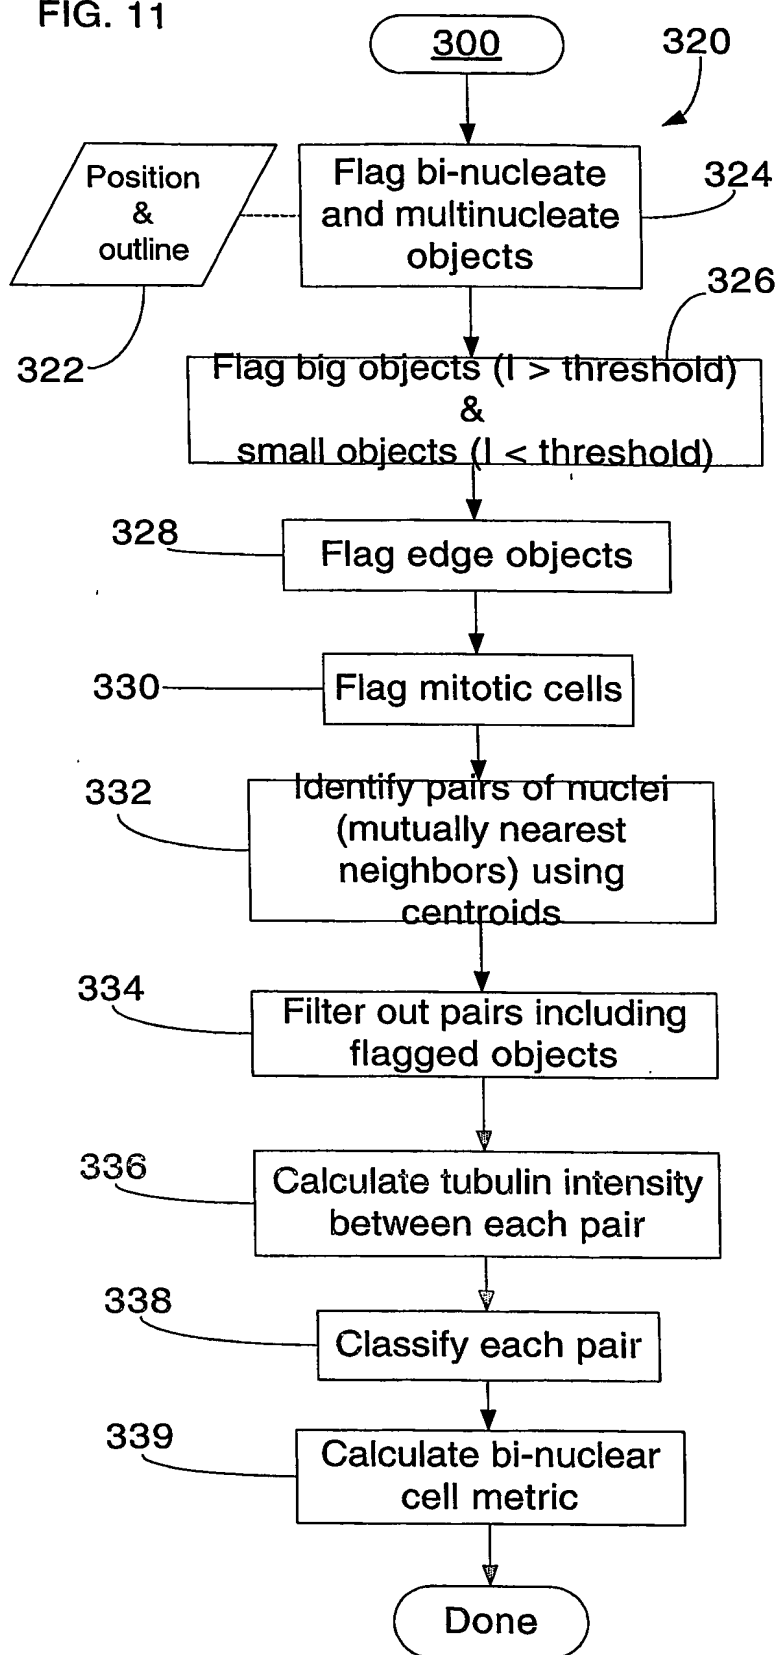 FIG. 11
300
320
Position
&
outline
Flag bi-nucleate
and multinucleate
objects
324
322
326
Flag big objects (I > threshold)
&
small objects (I < threshold)
328
Flag edge objects
330
Flag mitotic cells
332
Identify pairs of nuclei
(mutually nearest
neighbors) using
centroids
334
Filter out pairs including
flagged objects
336
Calculate tubulin intensity
between each pair
338
Classify each pair
339
Calculate bi-nuclear
cell metric
Done